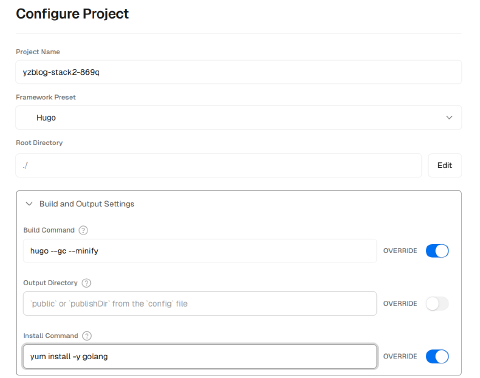 Configure Project
Project Name
yzblog-stack2-869q
Framework Preset
Hugo
Root Directory
./
Edit
Build and Output Settings
Build Command ?
hugo --gc --minify
OVERRIDE
Output Directory ?
`public` or `publishDir` from the `config` file
OVERRIDE
Install Command ?
yum install -y golang
OVERRIDE